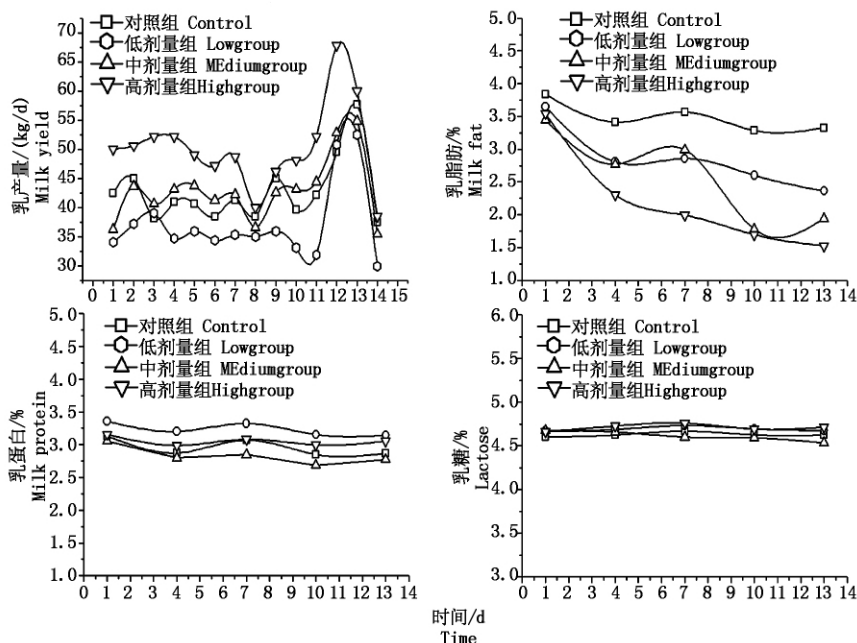 对照组 Control
低剂量组 Lowgroup
中剂量组 MEdiumgroup
高剂量组Highgroup
70
65
60
55
50
45
40
35
30
乳产量/(kg/d)
Milk yield
0 1 2 3 4 5 6 7 8 9 10 11 12 13 14 15
对照组 Control
低剂量组 Lowgroup
中剂量组 MEdiumgroup
高剂量组Highgroup
5.0
4.5
4.0
3.5
3.0
2.5
2.0
1.5
1.0
乳脂肪/%
Milk fat
0 1 2 3 4 5 6 7 8 9 10 11 12 13 14
对照组 Control
低剂量组 Lowgroup
中剂量组 MEdiumgroup
高剂量组Highgroup
5.0
4.5
4.0
3.5
3.0
2.5
2.0
1.5
1.0
乳蛋白/%
Milk protein
0 1 2 3 4 5 6 7 8 9 10 11 12 13 14
对照组 Control
低剂量组 Lowgroup
中剂量组 MEdiumgroup
高剂量组Highgroup
6.0
5.5
5.0
4.5
4.0
3.5
3.0
乳糖/%
Lactose
0 1 2 3 4 5 6 7 8 9 10 11 12 13 14
时间/d
Time